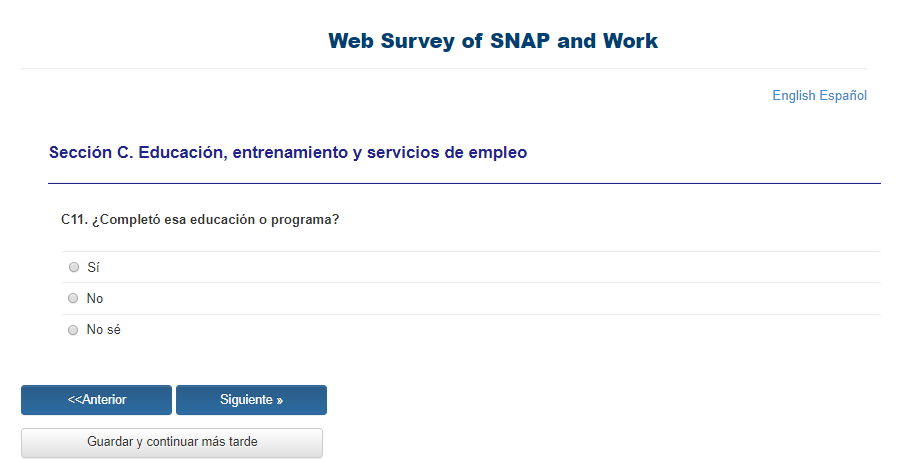 Web Survey of SNAP and Work
English Español
Sección C. Educación, entrenamiento y servicios de empleo
C11. ¿Completó esa educación o programa?
Sí
No
No sé
<<Anterior
Siguiente »
Guardar y continuar más tarde